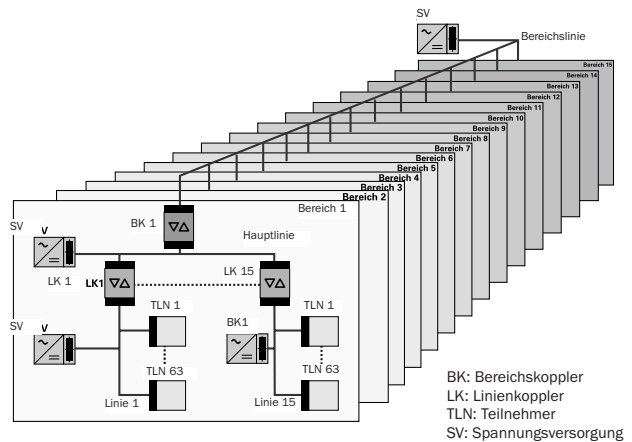 SV
Bereichslinie
Bereich 15
Bereich 14
Bereich 13
Bereich 12
Bereich 11
Bereich 10
Bereich 9
Bereich 8
Bereich 7
Bereich 6
Bereich 5
Bereich 4
Bereich 3
Bereich 2
Bereich 1
BK 1
SV
Hauptlinie
LK 1
LK1
LK 15
TLN 1
TLN 1
SV
BK1
TLN 63
TLN 63
Linie 1
Linie 15
BK: Bereichskoppler
LK: Linienkoppler
TLN: Teilnehmer
SV: Spannungsversorgung